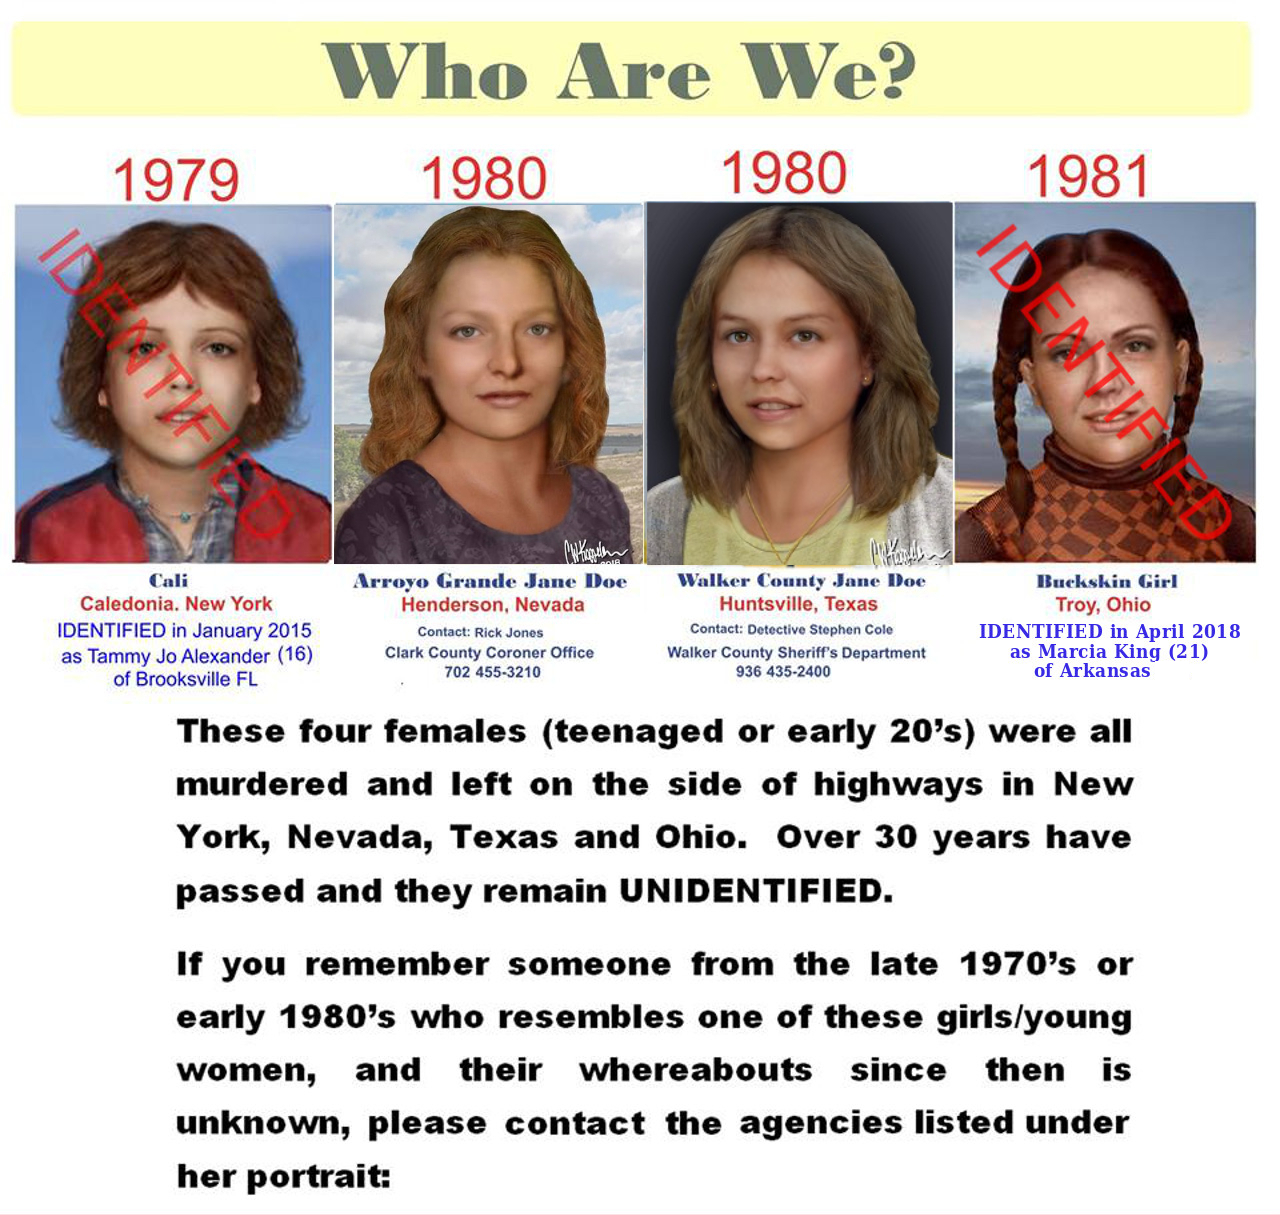 Who Are We?
1979
1980
1980
1981
IDENTIFIED
IDENTIFIED
Cali
Caledonia. New York
IDENTIFIED in January 2015
as Tammy Jo Alexander (16)
of Brooksville FL
Arroyo Grande Jane Doe
Henderson, Nevada
Contact: Rick Jones
Clark County Coroner Office
702 455-3210
Walker County Jane Doe
Huntsville, Texas
Contact: Detective Stephen Cole
Walker County Sheriff's Department
936 435-2400
Buckskin Girl
Troy, Ohio
IDENTIFIED in April 2018
as Marcia King (21)
of Arkansas
These four females (teenaged or early 20's) were all
murdered and left on the side of highways in New
York, Nevada, Texas and Ohio. Over 30 years have
passed and they remain UNIDENTIFIED.
If you remember someone from the late 1970's or
early 1980's who resembles one of these girls/young
women, and their whereabouts since then is
unknown, please contact the agencies listed under
her portrait: